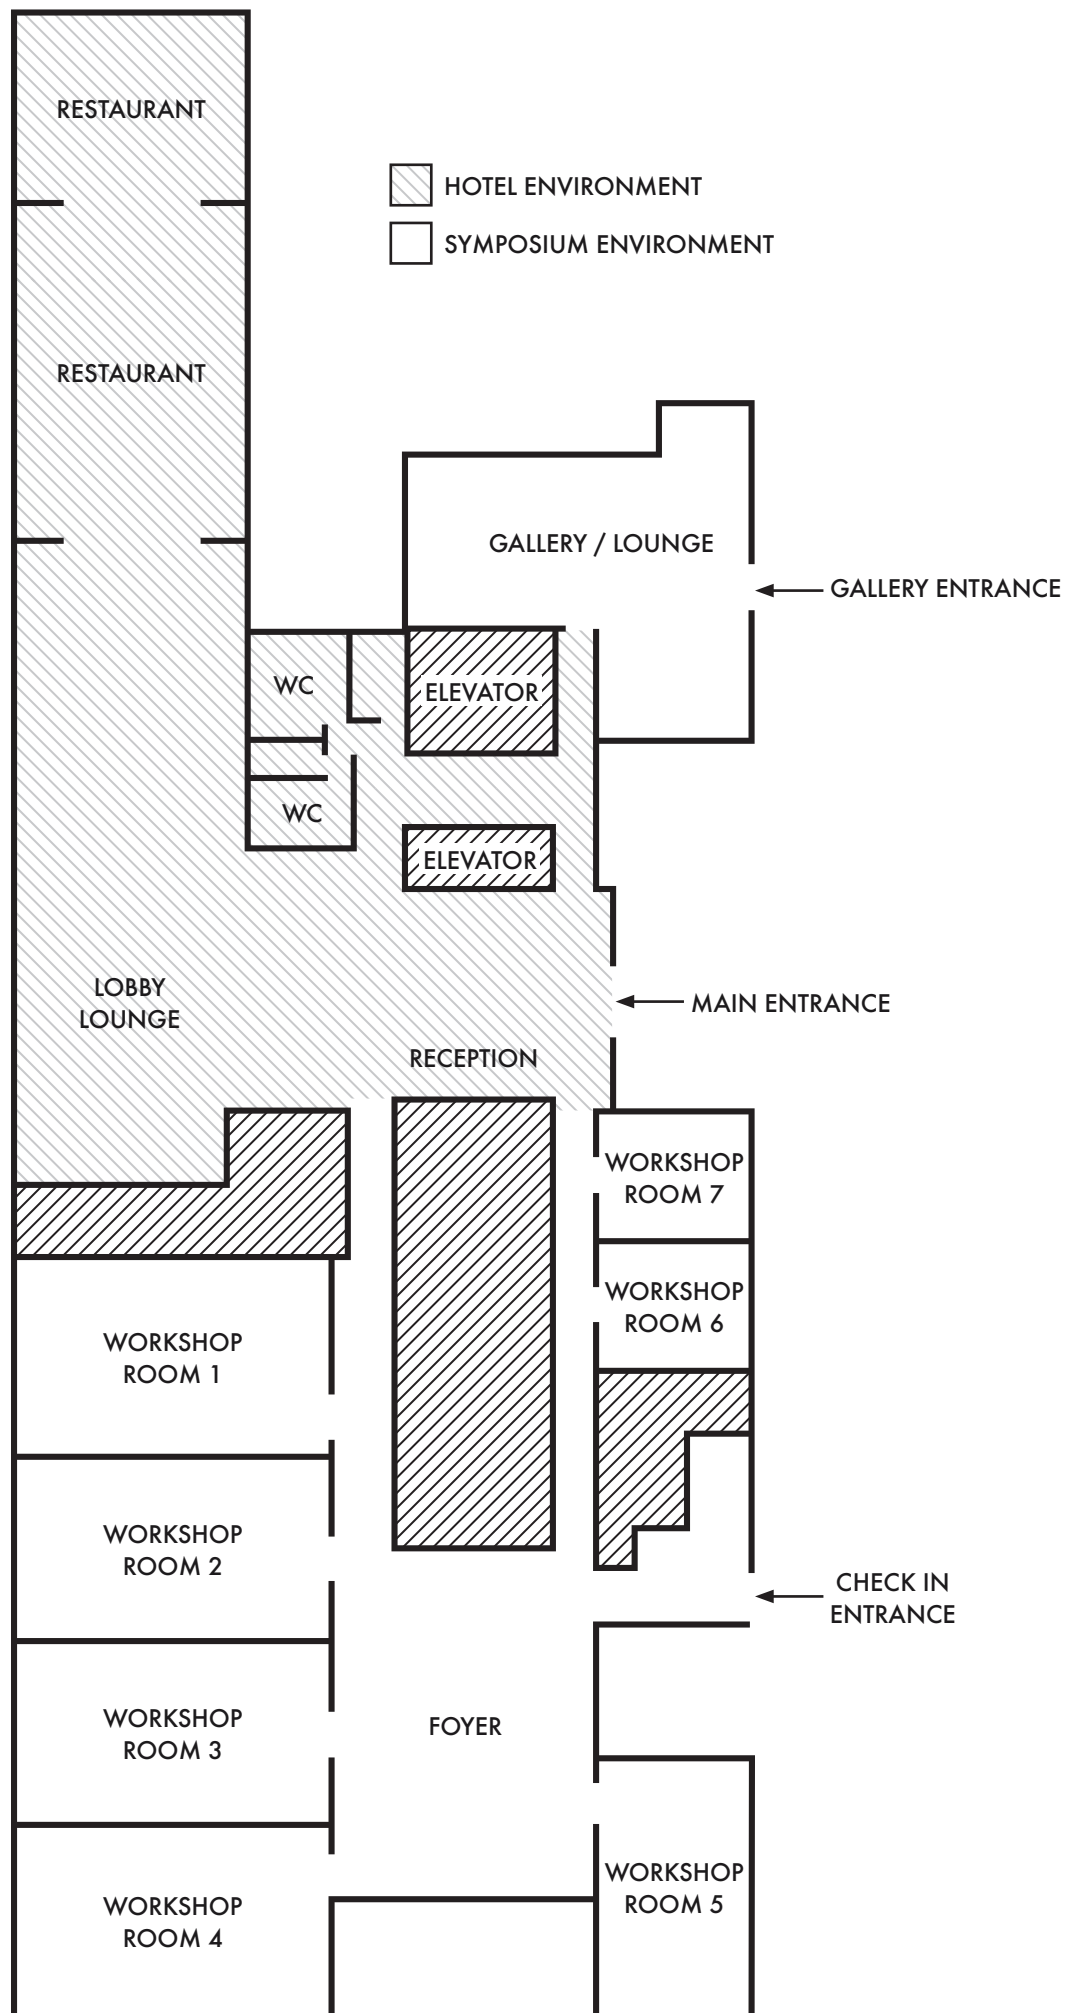 RESTAURANT
HOTEL ENVIRONMENT
SYMPOSIUM ENVIRONMENT
RESTAURANT
GALLERY / LOUNGE
GALLERY ENTRANCE
WC
ELEVATOR
WC
ELEVATOR
LOBBY
LOUNGE
MAIN ENTRANCE
RECEPTION
WORKSHOP
ROOM 7
WORKSHOP
ROOM 6
WORKSHOP
ROOM 1
WORKSHOP
ROOM 2
CHECK IN
ENTRANCE
WORKSHOP
ROOM 3
FOYER
WORKSHOP
ROOM 5
WORKSHOP
ROOM 4